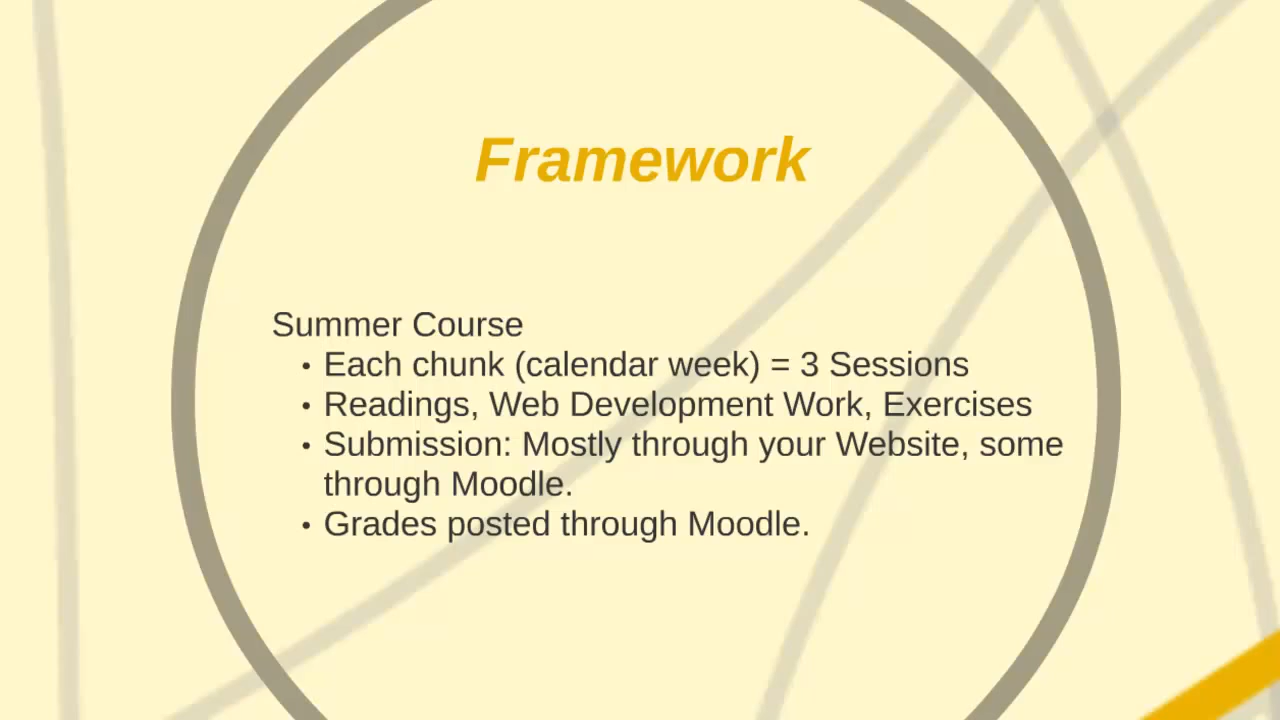 Framework
Summer Course
• Each chunk (calendar week) = 3 Sessions
• Readings, Web Development Work, Exercises
• Submission: Mostly through your Website, some
through Moodle.
• Grades posted through Moodle.